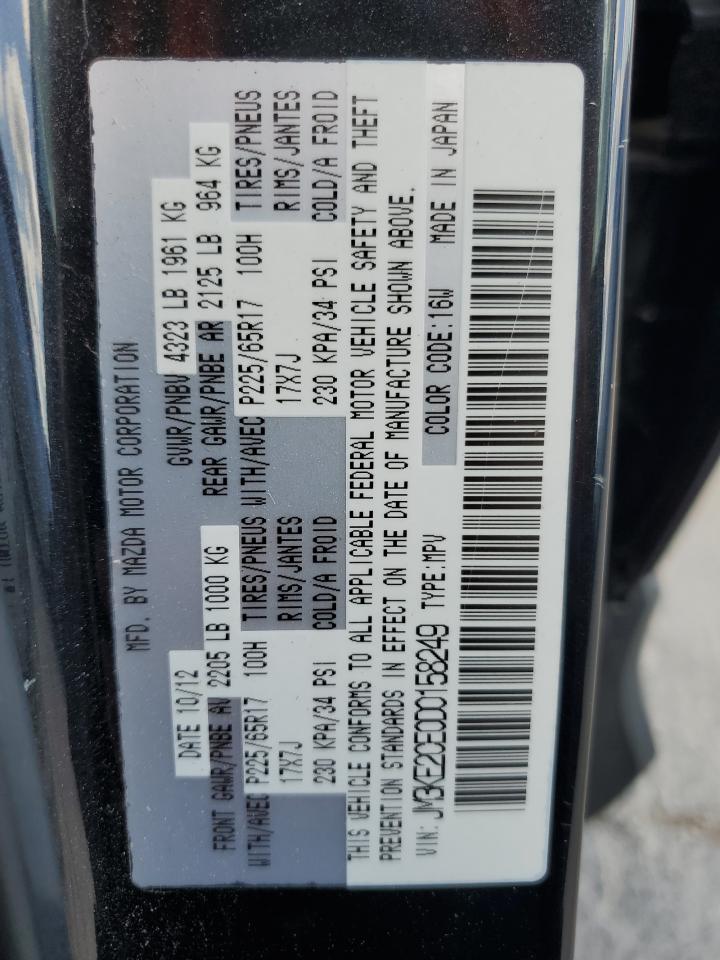 MFD. BY MAZDA MOTOR CORPORATION
DATE 10/12 GVWR/PNBV 4323 LB 1961 KG
FRONT GAWR/PNBE AV 2205 LB 1000 KG REAR GAWR/PNBE AR 2125 LB 964 KG
WITH/AVEC P225/65R17 100H TIRES/PNEUS WITH/AVEC P225/65R17 100H TIRES/PNEUS
17X7J RIMS/JANTES 17X7J RIMS/JANTES
230 KPA/34 PSI COLD/A FROID 230 KPA/34 PSI COLD/A FROID
THIS VEHICLE CONFORMS TO ALL APPLICABLE FEDERAL MOTOR VEHICLE SAFETY AND THEFT
PREVENTION STANDARDS IN EFFECT ON THE DATE OF MANUFACTURE SHOWN ABOVE.
VIN: JM3KE2CE0D0158249 TYPE:MPV COLOR CODE:16W MADE IN JAPAN